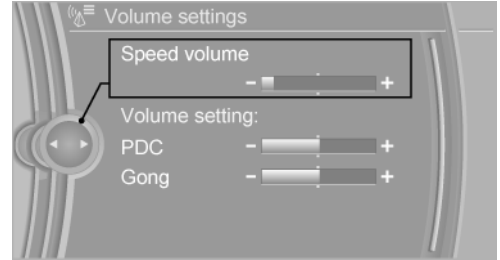 Volume settings
Speed volume
- +
Volume setting:
PDC - +
Gong - +